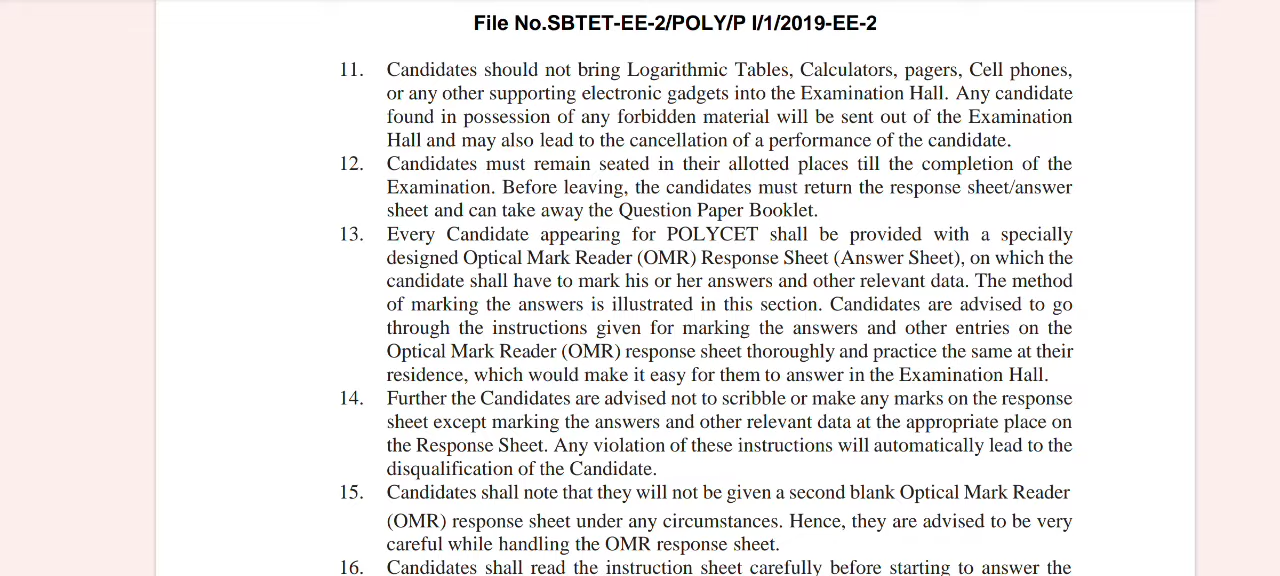 File No.SBTET-EE-2/POLY/P I/1/2019-EE-2
11. Candidates should not bring Logarithmic Tables, Calculators, pagers, Cell phones,
or any other supporting electronic gadgets into the Examination Hall. Any candidate
found in possession of any forbidden material will be sent out of the Examination
Hall and may also lead to the cancellation of a performance of the candidate.
12. Candidates must remain seated in their allotted places till the completion of the
Examination. Before leaving, the candidates must return the response sheet/answer
sheet and can take away the Question Paper Booklet.
13. Every Candidate appearing for POLYCET shall be provided with a specially
designed Optical Mark Reader (OMR) Response Sheet (Answer Sheet), on which the
candidate shall have to mark his or her answers and other relevant data. The method
of marking the answers is illustrated in this section. Candidates are advised to go
through the instructions given for marking the answers and other entries on the
Optical Mark Reader (OMR) response sheet thoroughly and practice the same at their
residence, which would make it easy for them to answer in the Examination Hall.
14. Further the Candidates are advised not to scribble or make any marks on the response
sheet except marking the answers and other relevant data at the appropriate place on
the Response Sheet. Any violation of these instructions will automatically lead to the
disqualification of the Candidate.
15. Candidates shall note that they will not be given a second blank Optical Mark Reader
(OMR) response sheet under any circumstances. Hence, they are advised to be very
careful while handling the OMR response sheet.
16. Candidates shall read the instruction sheet carefully before starting to answer the